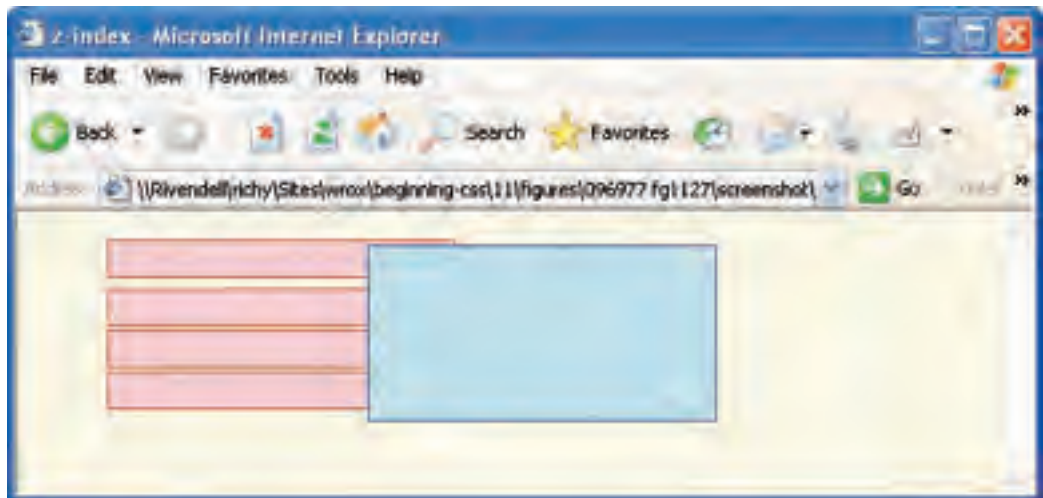 z-index - Microsoft Internet Explorer
File Edit View Favorites Tools Help
Back Search Favorites
Address \\Rivendell\richy\Sites\wrox\beginning-css\11\figures\096977 fg1127\screenshot\ Go